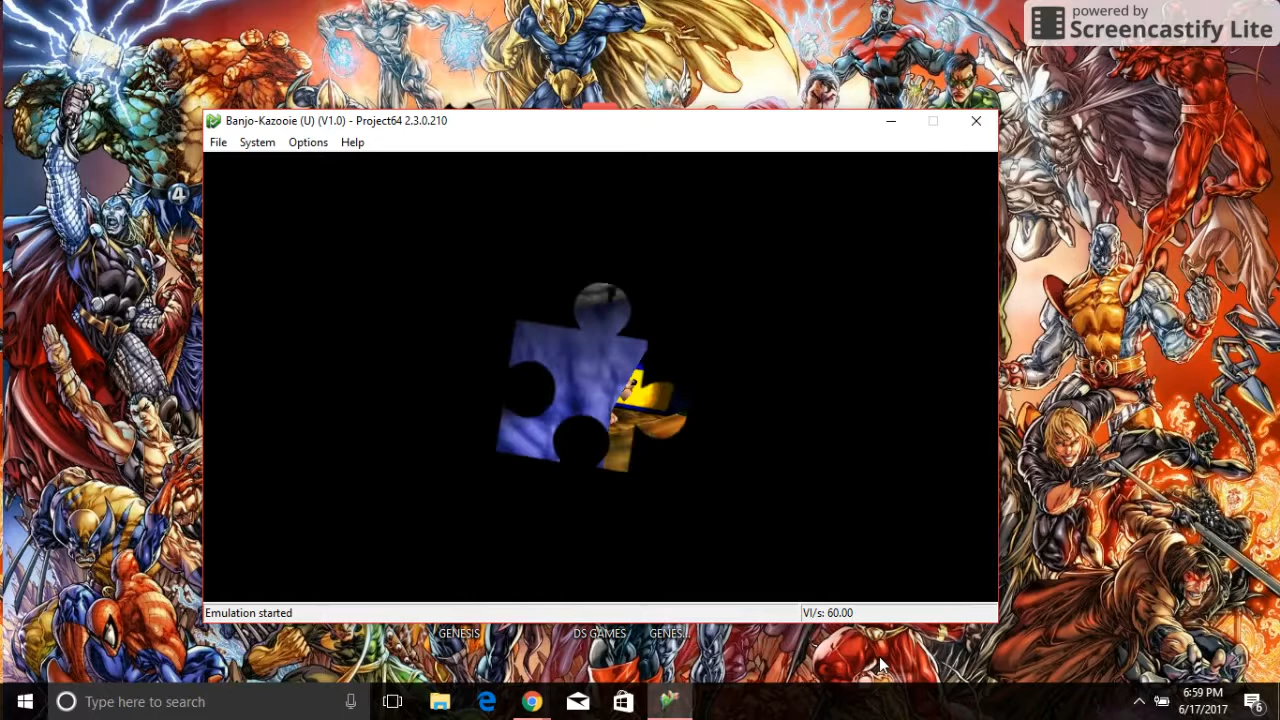 powered by
Screencastify Lite
Banjo-Kazooie (U) (V1.0) - Project64 2.3.0.210
File System Options Help
4
X
Emulation started
VI/s: 60.00
GENESIS DS GAMES GENES...
Type here to search
6:59 PM
6/17/2017
6